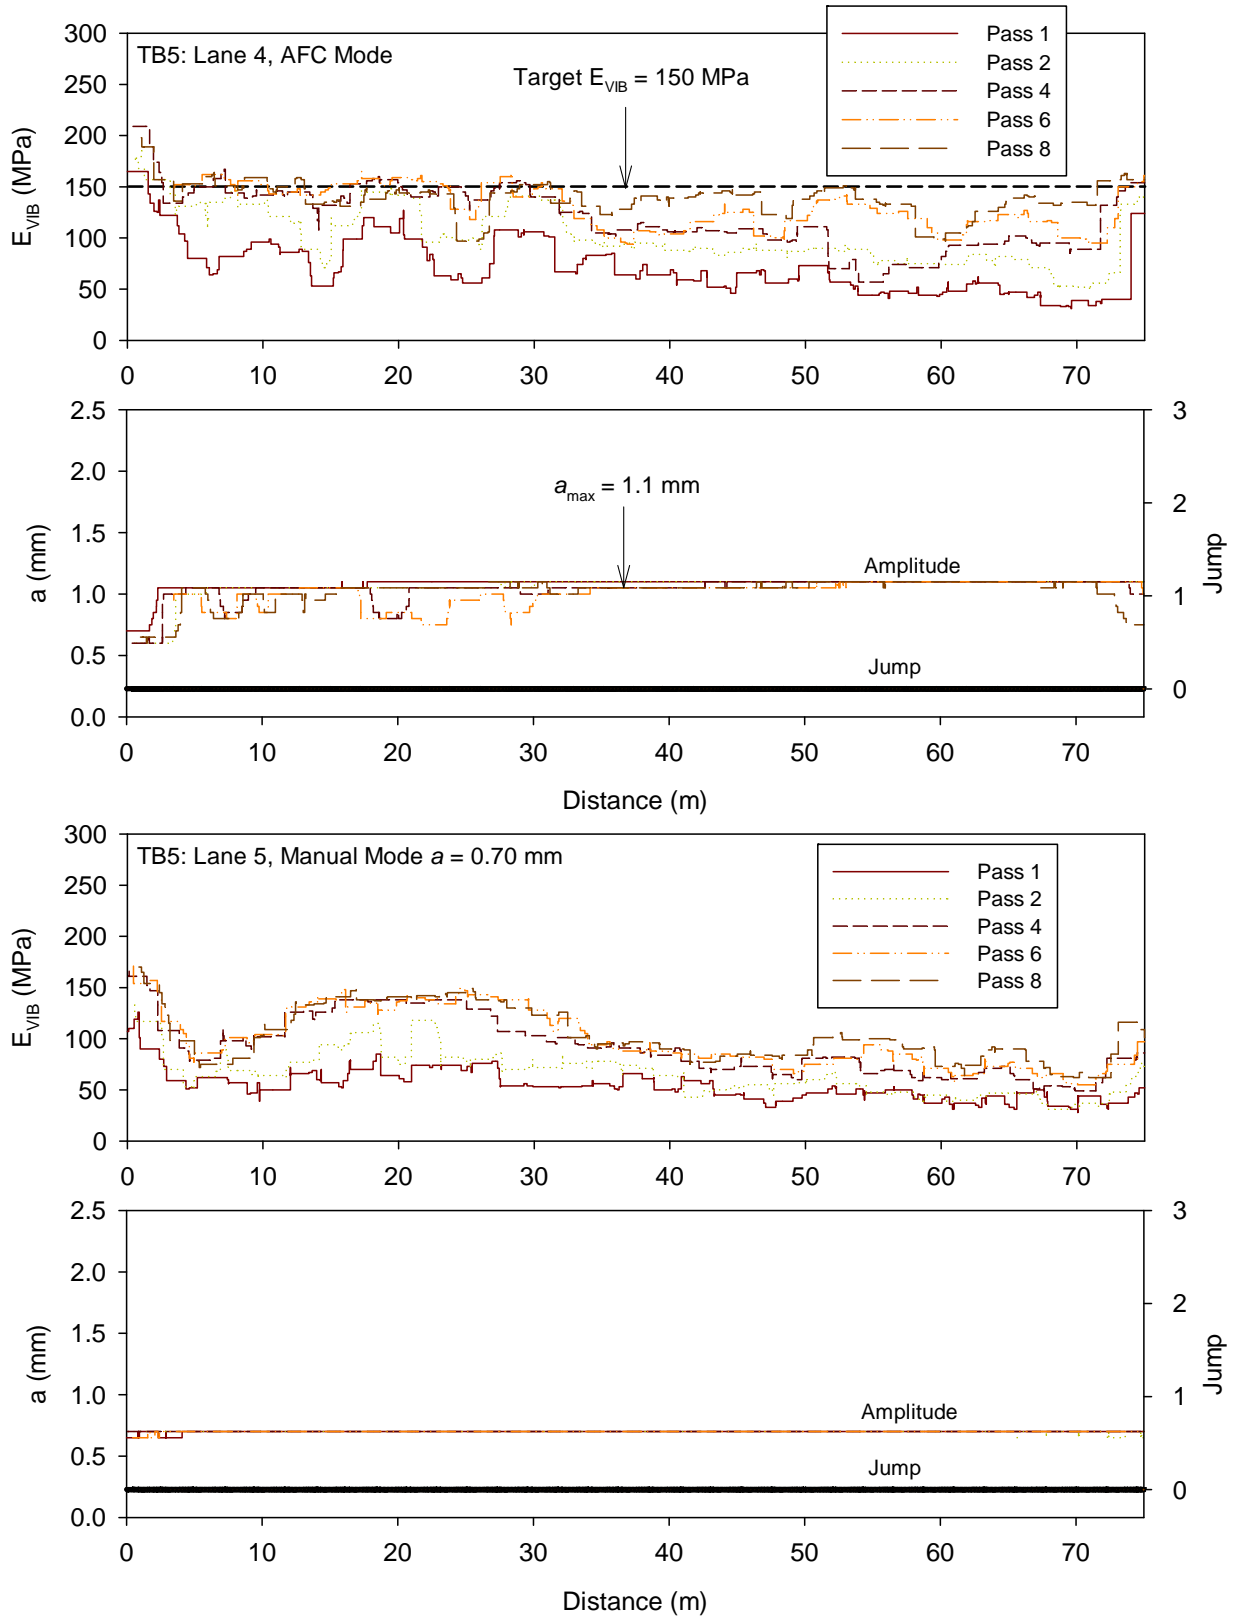 TB5: Lane 4, AFC Mode
Target E_VIB = 150 MPa
Pass 1
Pass 2
Pass 4
Pass 6
Pass 8
E_VIB (MPa)
300
250
200
150
100
50
0
0 10 20 30 40 50 60 70
a (mm)
2.5
2.0
1.5
1.0
0.5
0.0
a_max = 1.1 mm
Amplitude
Jump
3
2
1
0
Jump
0 10 20 30 40 50 60 70
Distance (m)
TB5: Lane 5, Manual Mode a = 0.70 mm
Pass 1
Pass 2
Pass 4
Pass 6
Pass 8
E_VIB (MPa)
300
250
200
150
100
50
0
0 10 20 30 40 50 60 70
a (mm)
2.5
2.0
1.5
1.0
0.5
0.0
Amplitude
Jump
3
2
1
0
Jump
0 10 20 30 40 50 60 70
Distance (m)